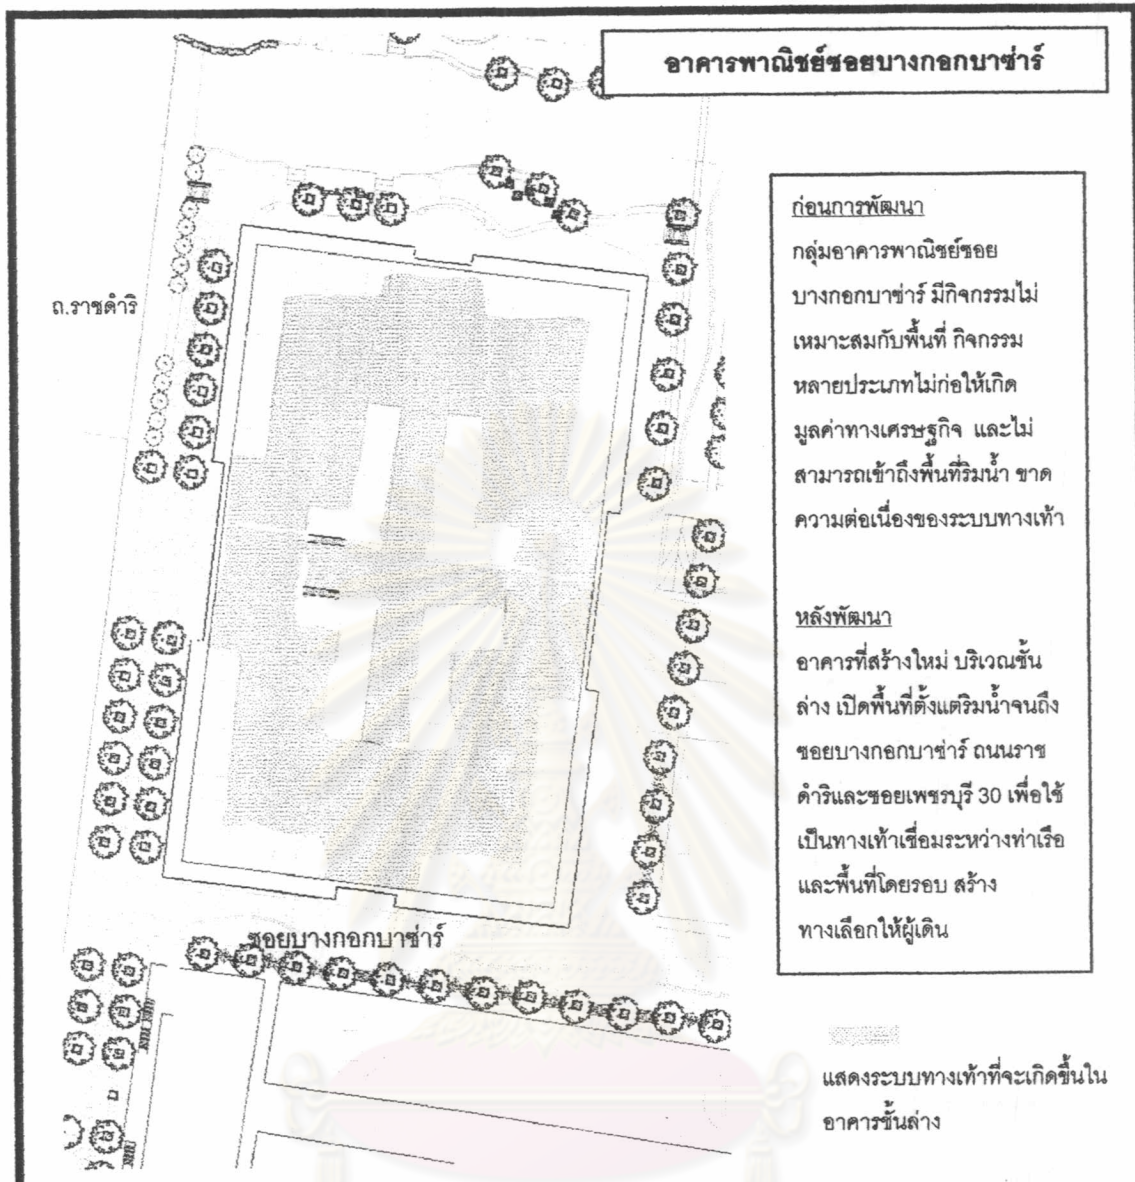 อาคารพาณิชย์ซอยบางกอกบาซ่าร์
ก่อนการพัฒนา
กลุ่มอาคารพาณิชย์ซอย
บางกอกบาซ่าร์ มีกิจกรรมไม่
เหมาะสมกับพื้นที่ กิจกรรม
หลายประเภทไม่ก่อให้เกิด
มูลค่าทางเศรษฐกิจ และไม่
สามารถเข้าถึงพื้นที่ริมน้ำ ขาด
ความต่อเนื่องของระบบทางเท้า
ถ.ราชดำริ
หลังพัฒนา
อาคารที่สร้างใหม่ บริเวณชั้น
ล่าง เปิดพื้นที่ตั้งแต่ริมน้ำจนถึง
ซอยบางกอกบาซ่าร์ ถนนราช
ดำริและซอยเพชรบุรี 30 เพื่อใช้
เป็นทางเท้าเชื่อมระหว่างท่าเรือ
และพื้นที่โดยรอบ สร้าง
ทางเลือกให้ผู้เดิน
ซอยบางกอกบาซ่าร์
แสดงระบบทางเท้าที่จะเกิดขึ้นใน
อาคารชั้นล่าง